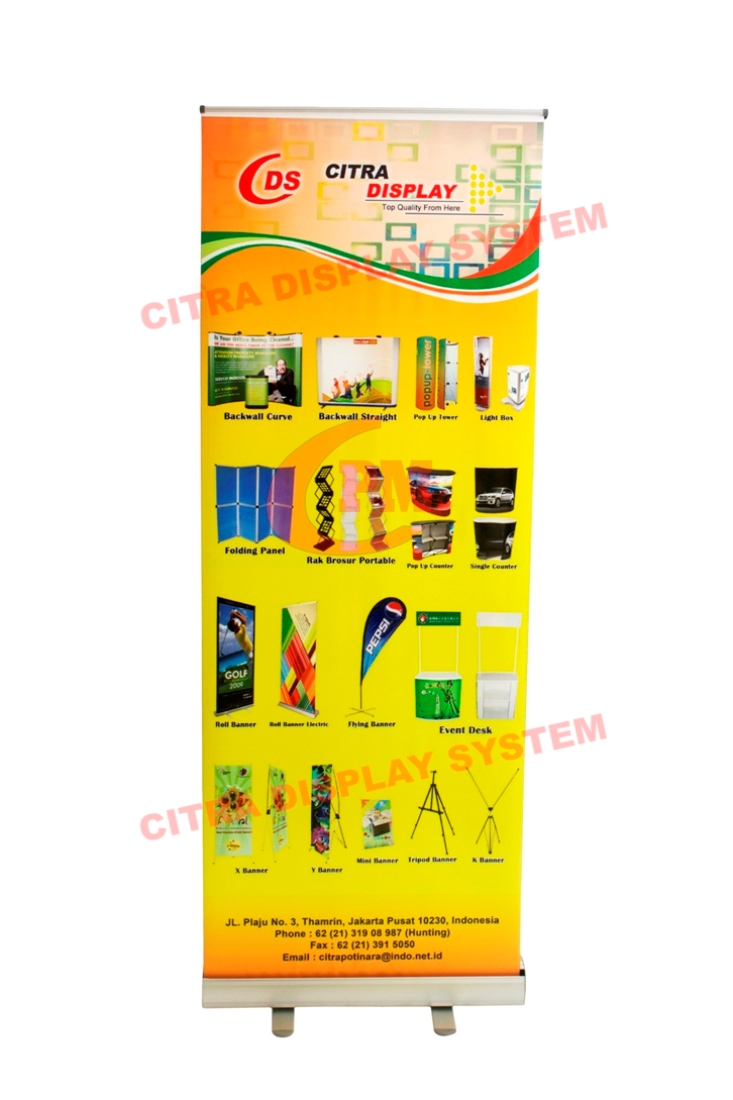 CDS
CITRA
DISPLAY
Top Quality From Here
CITRA DISPLAY SYSTEM
Backwall Curve
Backwall Straight
popup-tower
Pop Up Tower
Light Box
Folding Panel
Rak Brosur Portable
Pop Up Counter
Single Counter
GOLF
2009
PEPSI
Roll Banner
Roll Banner Electric
Flying Banner
Event Desk
CITRA DISPLAY SYSTEM
X Banner
Y Banner
Mini Banner
Tripod Banner
K Banner
JL. Plaju No. 3, Thamrin, Jakarta Pusat 10230, Indonesia
Phone : 62 (21) 319 08 987 (Hunting)
Fax : 62 (21) 391 5050
Email : citrapotinara@indo.net.id